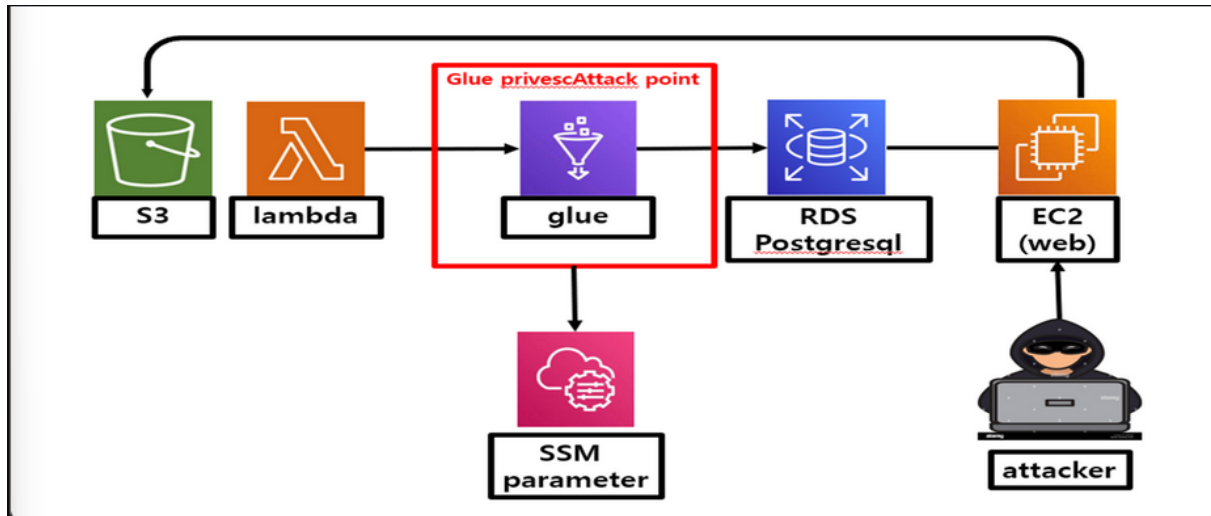 Glue privescAttack point
S3
lambda
glue
RDS
Postgresql
EC2
(web)
SSM
parameter
attacker